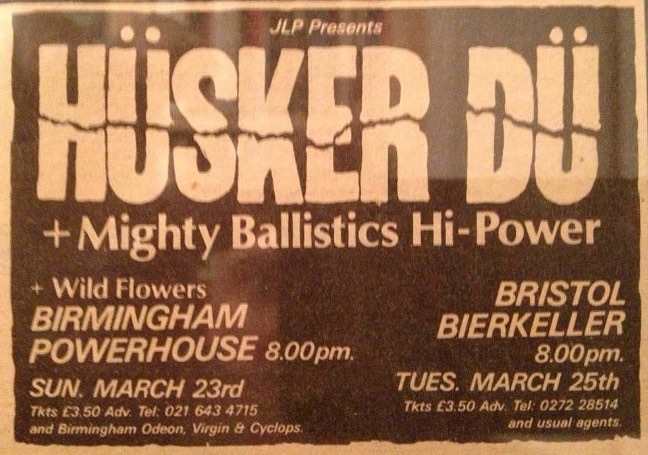 JLP Presents
HÜSKER DÜ
+ Mighty Ballistics Hi-Power
+ Wild Flowers
BIRMINGHAM
POWERHOUSE 8.00pm.
SUN. MARCH 23rd
Tkts £3.50 Adv. Tel: 021 643 4715
and Birmingham Odeon, Virgin & Cyclops.
BRISTOL
BIERKELLER
8.00pm.
TUES. MARCH 25th
Tkts £3.50 Adv. Tel: 0272 28514
and usual agents.